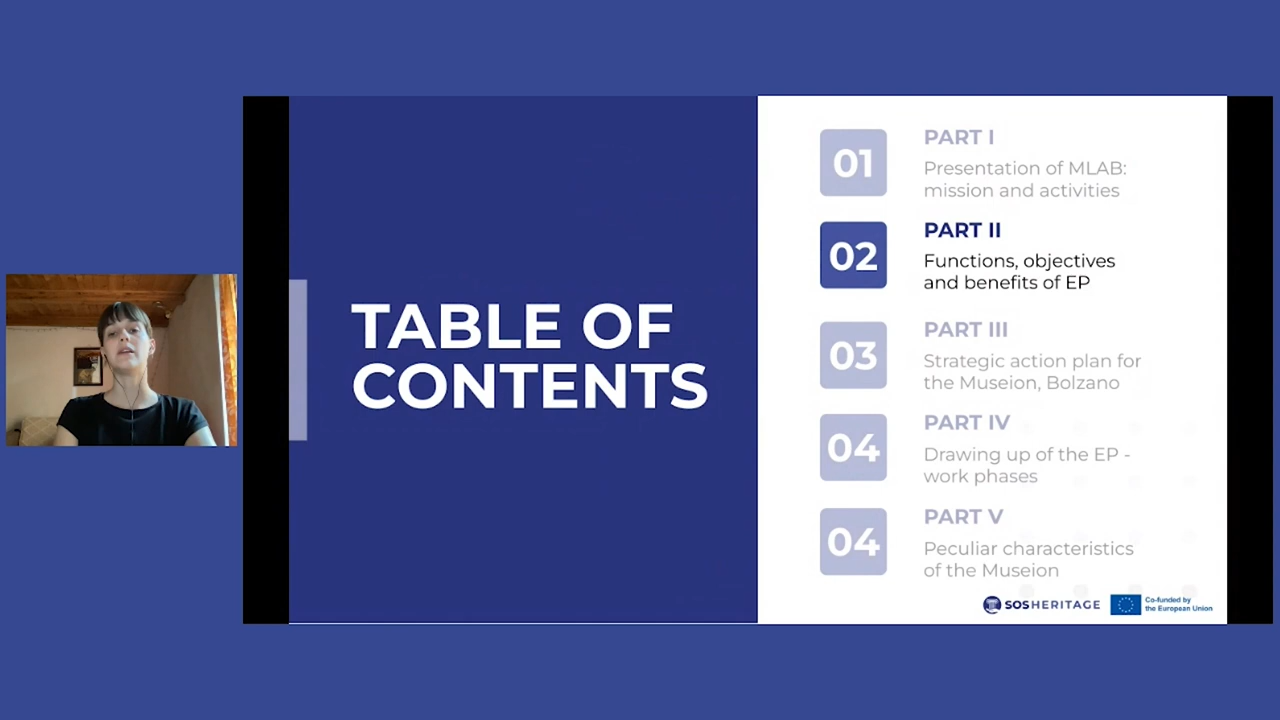 TABLE OF
CONTENTS
01
PART I
Presentation of MLAB:
mission and activities
02
PART II
Functions, objectives
and benefits of EP
03
PART III
Strategic action plan for
the Museion, Bolzano
04
PART IV
Drawing up of the EP -
work phases
04
PART V
Peculiar characteristics
of the Museion
SOSHERITAGE
Co-funded by
the European Union